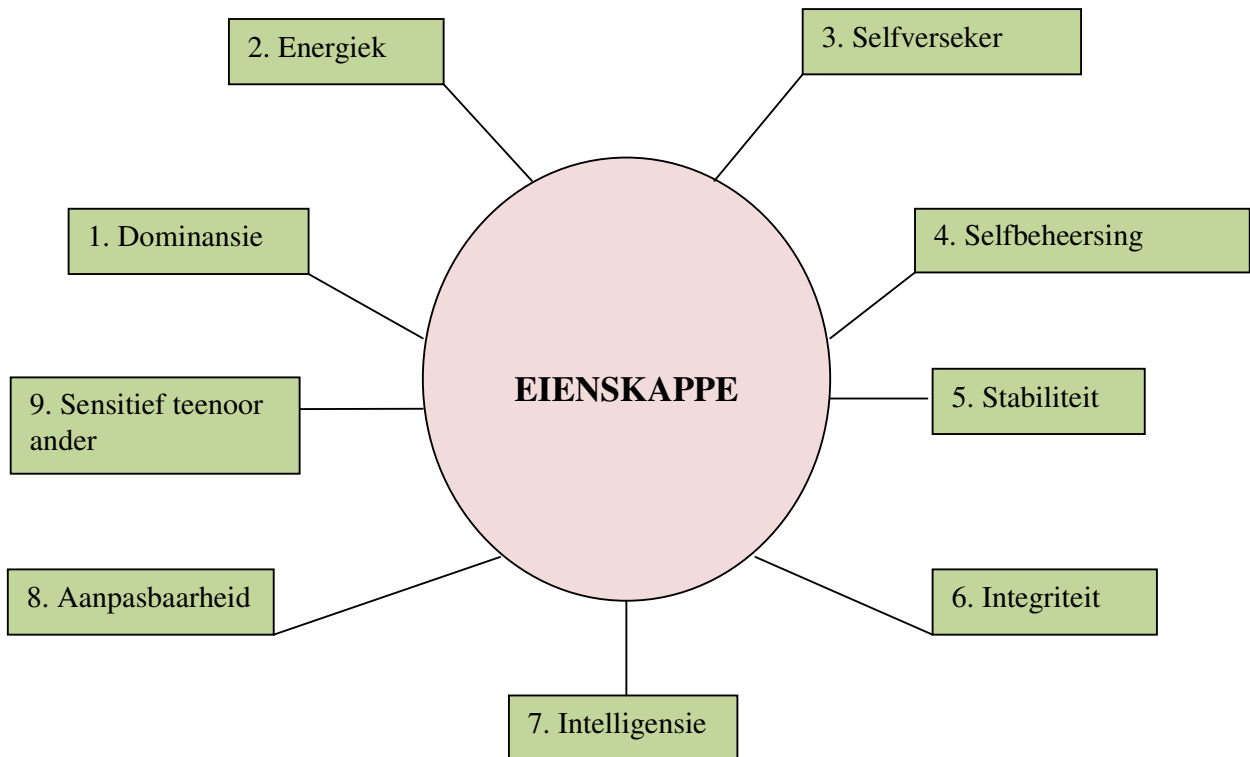 2. Energiek
3. Selfverseker
1. Dominansie
4. Selfbeheersing
EIENSKAPPE
9. Sensitief teenoor
ander
5. Stabiliteit
8. Aanpasbaarheid
6. Integriteit
7. Intelligensie